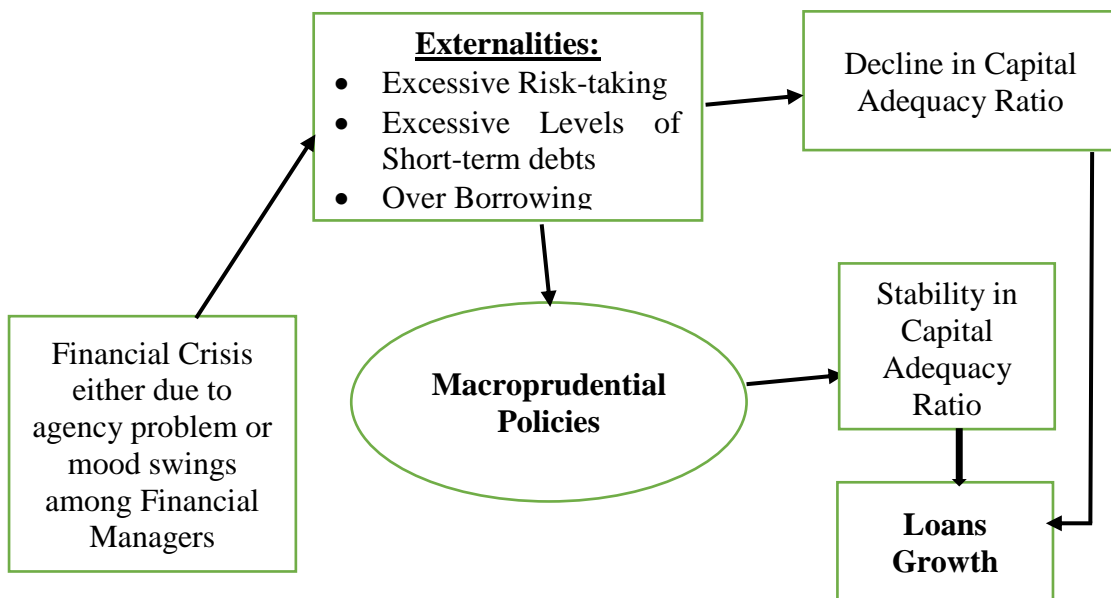 Externalities:
• Excessive Risk-taking
• Excessive Levels of
Short-term debts
• Over Borrowing
Decline in Capital
Adequacy Ratio
Financial Crisis
either due to
agency problem or
mood swings
among Financial
Managers
Macroprudential
Policies
Stability in
Capital
Adequacy
Ratio
Loans
Growth